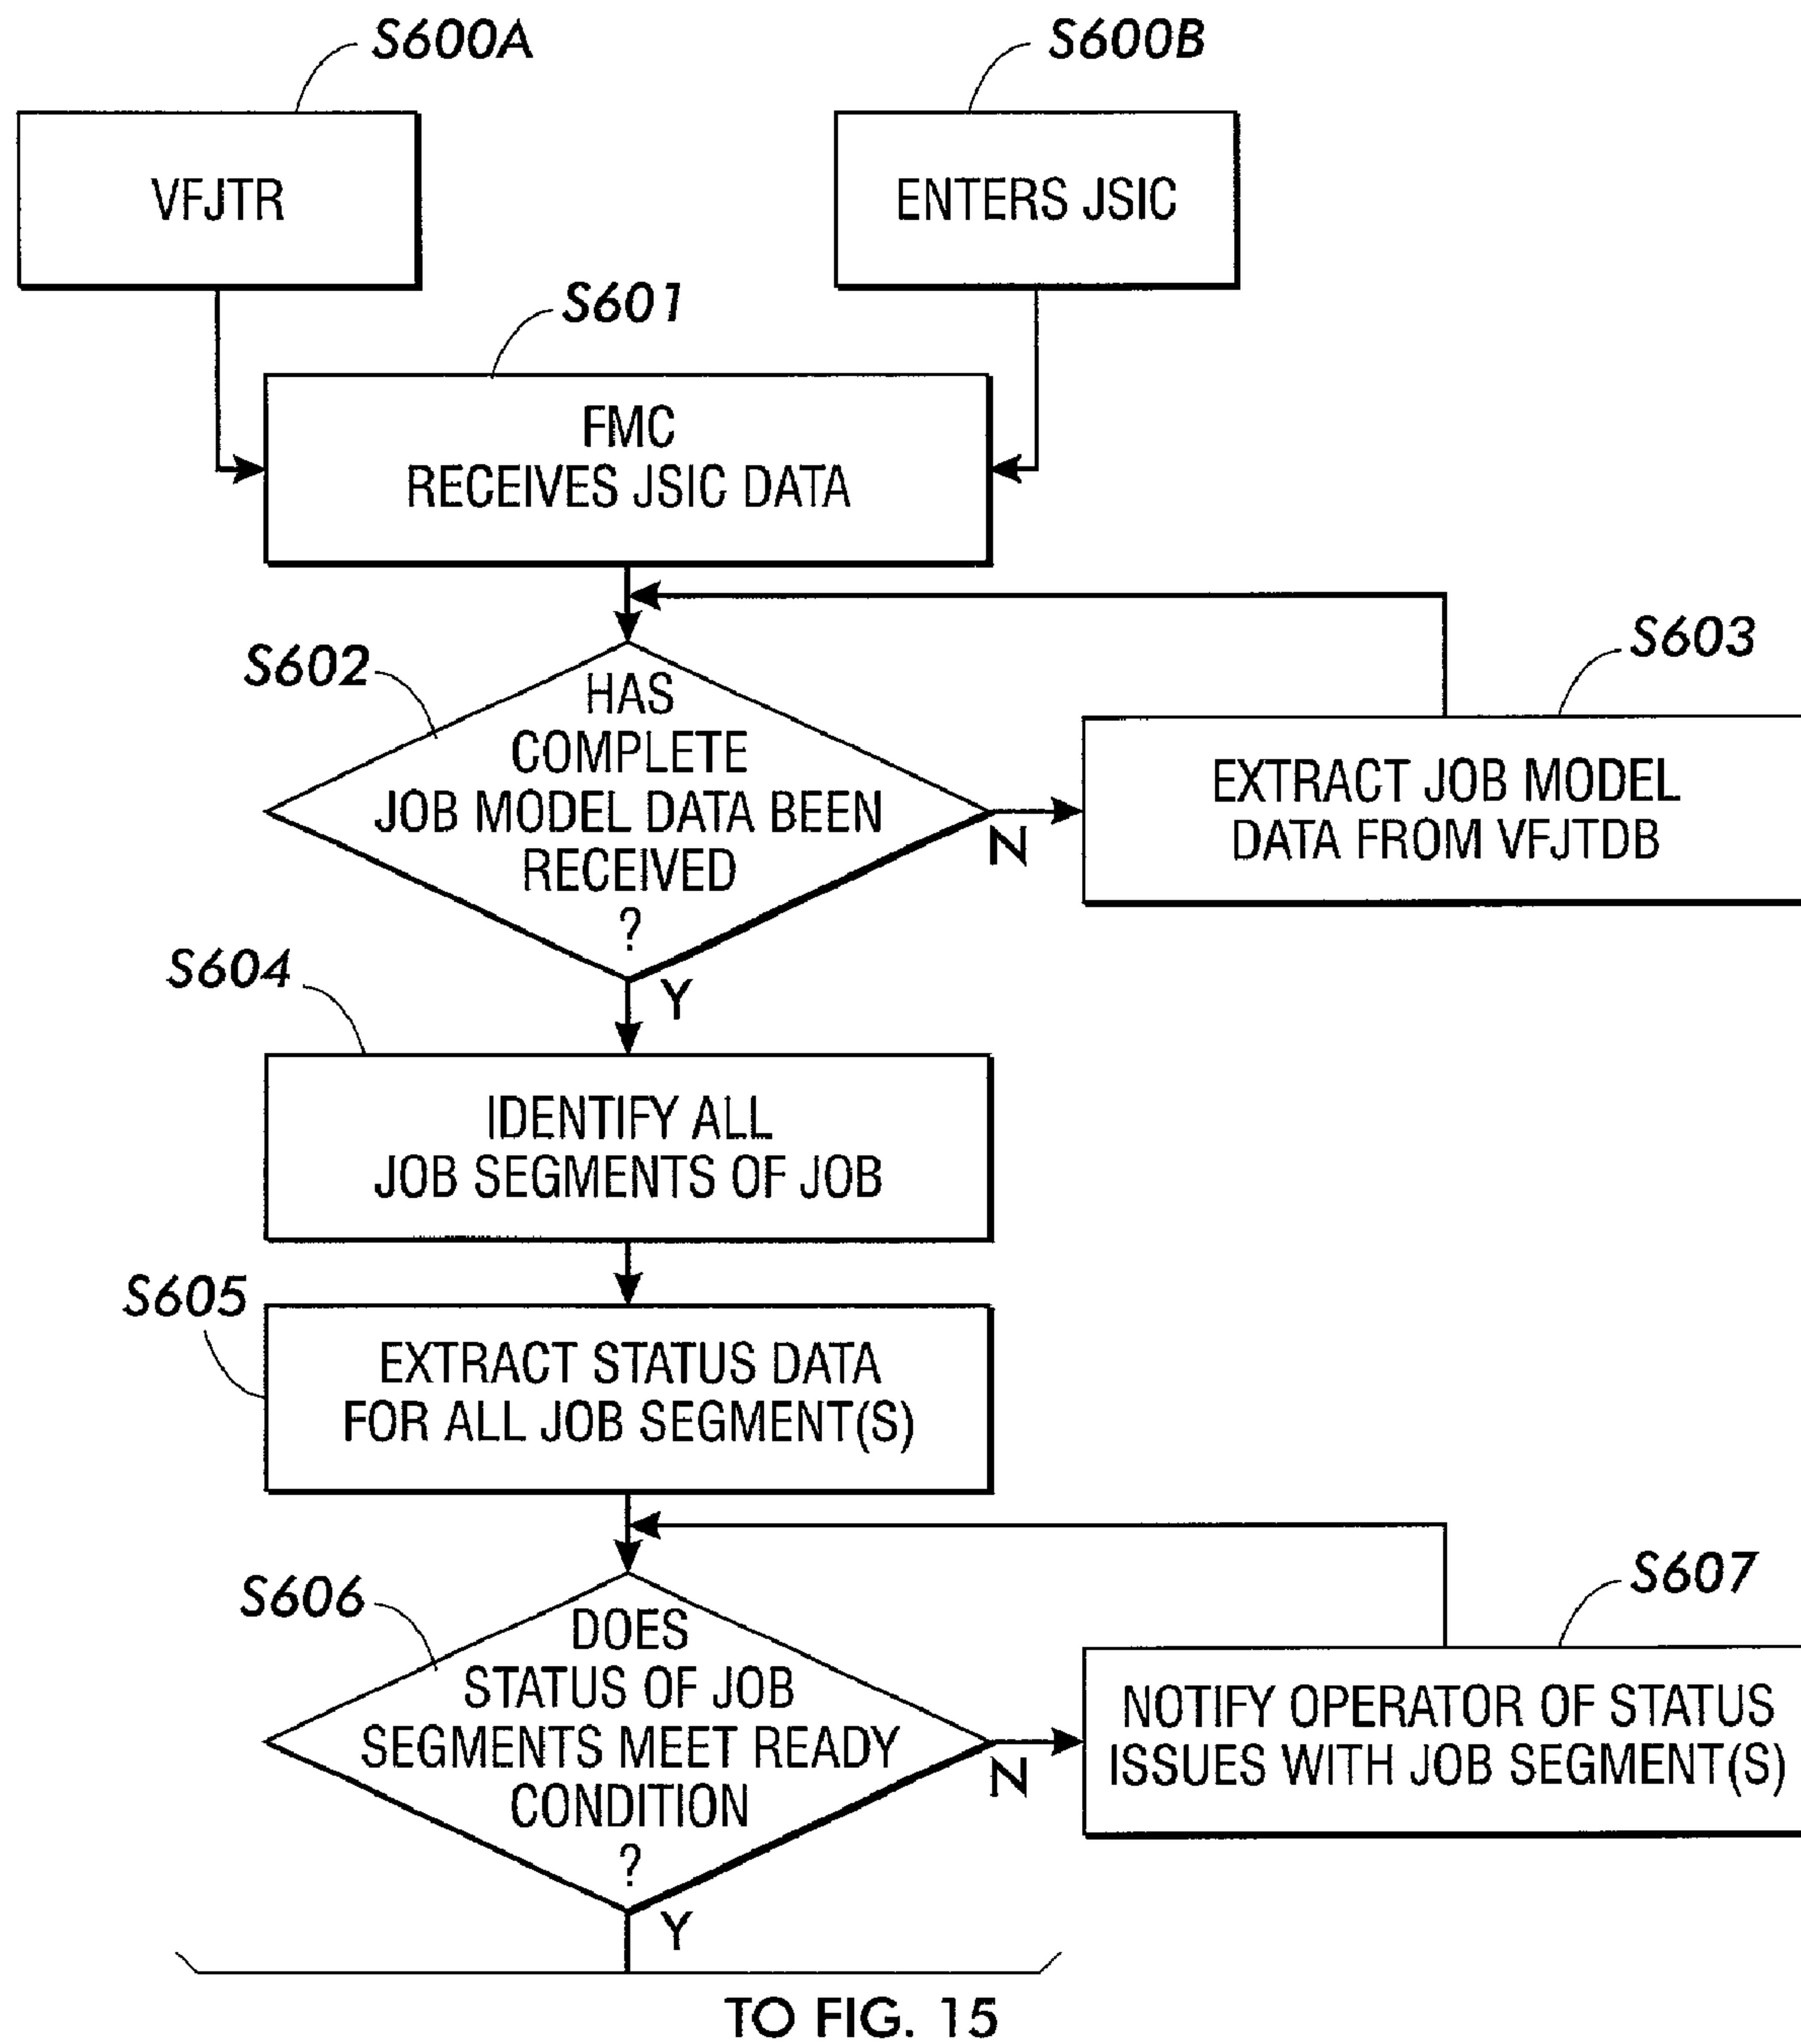 S600A
S600B
VFJTR
ENTERS JSIC
S601
FMC
RECEIVES JSIC DATA
S602
HAS
COMPLETE
JOB MODEL DATA BEEN
RECEIVED
?
N
Y
S603
EXTRACT JOB MODEL
DATA FROM VFJTDB
S604
IDENTIFY ALL
JOB SEGMENTS OF JOB
S605
EXTRACT STATUS DATA
FOR ALL JOB SEGMENT(S)
S606
DOES
STATUS OF JOB
SEGMENTS MEET READY
CONDITION
?
N
Y
S607
NOTIFY OPERATOR OF STATUS
ISSUES WITH JOB SEGMENT(S)
TO FIG. 15